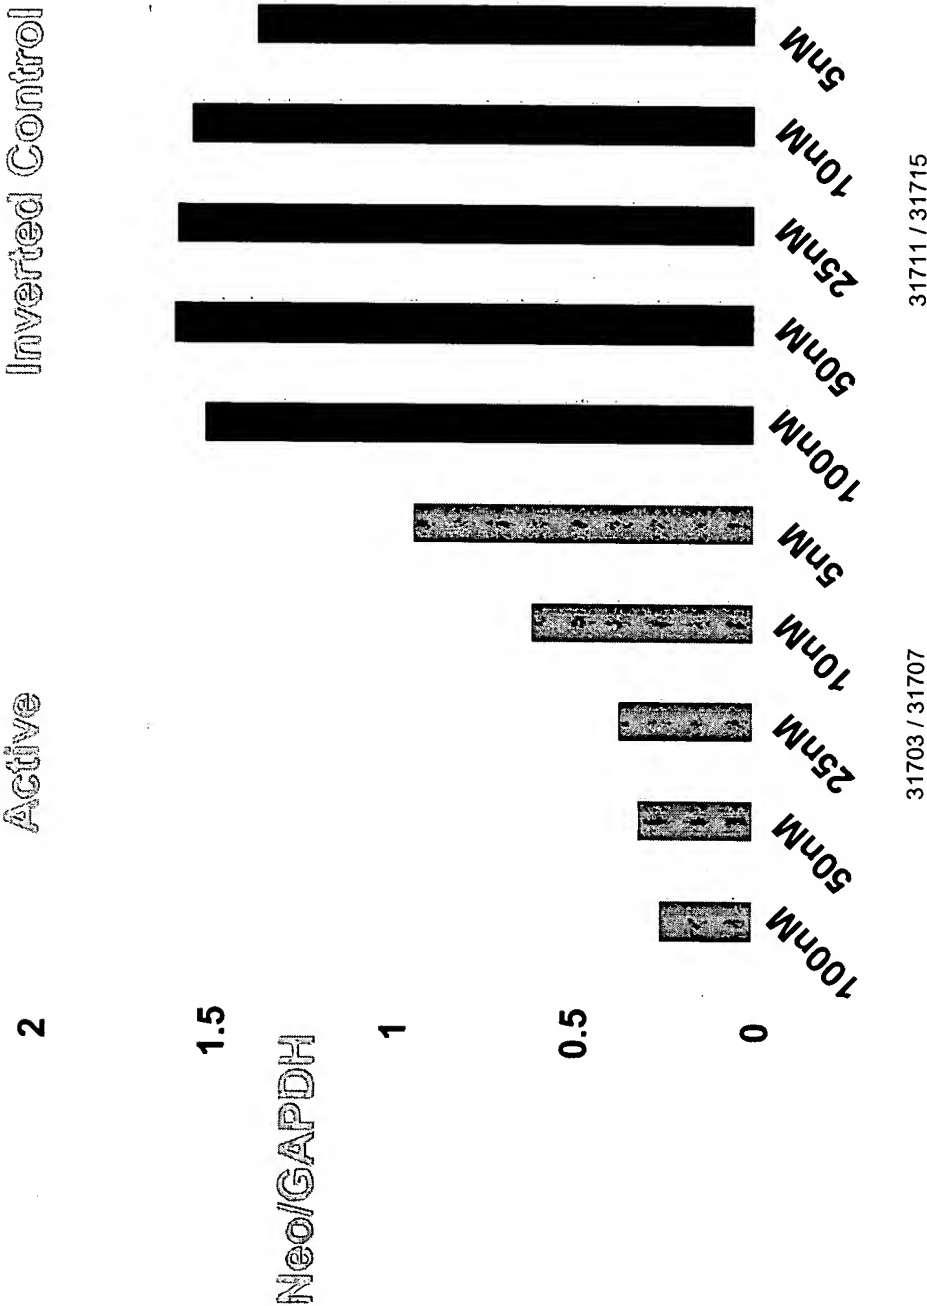 Active
Inverted Control
Neo/GAPDH
2
1.5
1
0.5
0
100nM
50nM
25nM
10nM
5nM
100nM
50nM
25nM
10nM
5nM
31703 / 31707
31711 / 31715